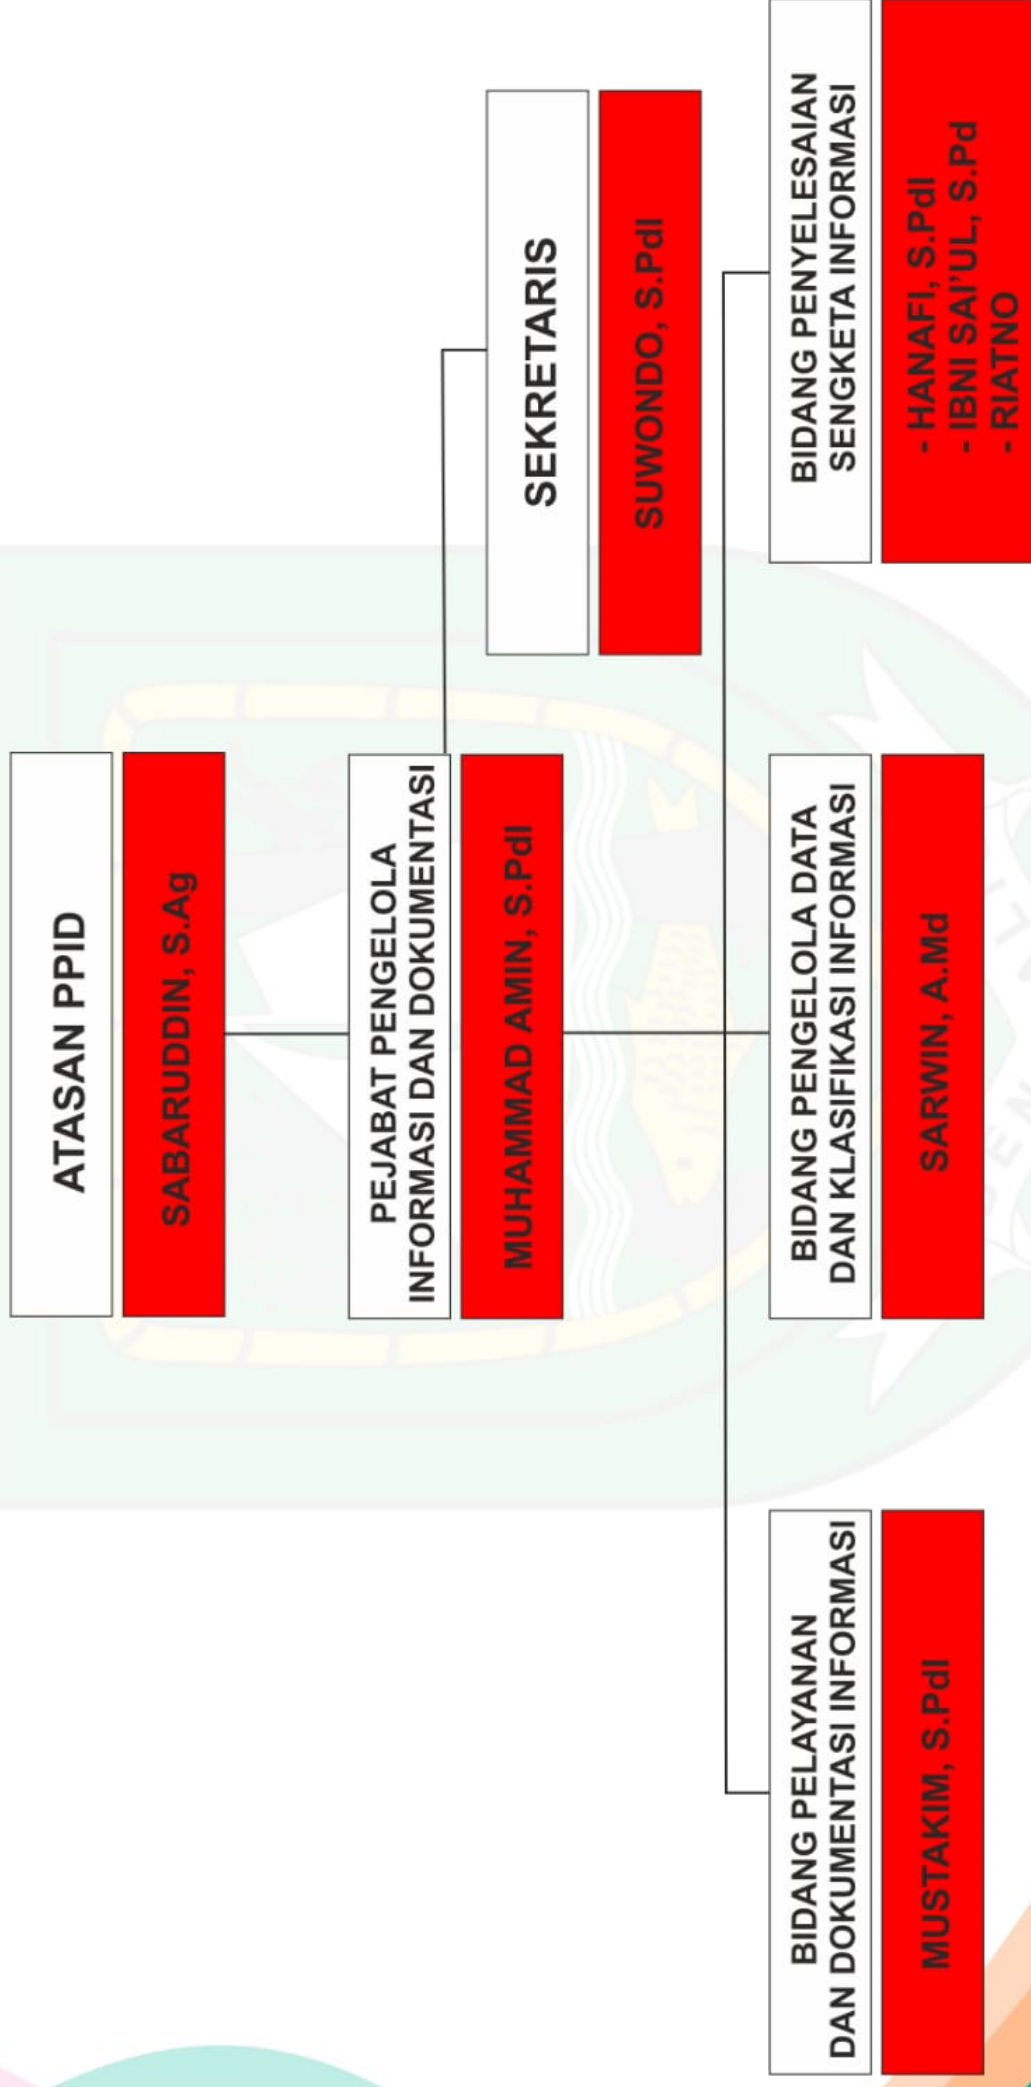 ATASAN PPID
SABARUDDIN, S.Ag
PEJABAT PENGELOLA
INFORMASI DAN DOKUMENTASI
MUHAMMAD AMIN, S.PdI
SEKRETARIS
SUWONDO, S.PdI
BIDANG PELAYANAN
DAN DOKUMENTASI INFORMASI
MUSTAKIM, S.PdI
BIDANG PENGELOLA DATA
DAN KLASIFIKASI INFORMASI
SARWIN, A.Md
BIDANG PENYELESAIAN
SENGKETA INFORMASI
- HANAFI, S.PdI
- IBNI SAI'UL, S.Pd
- RIATNO